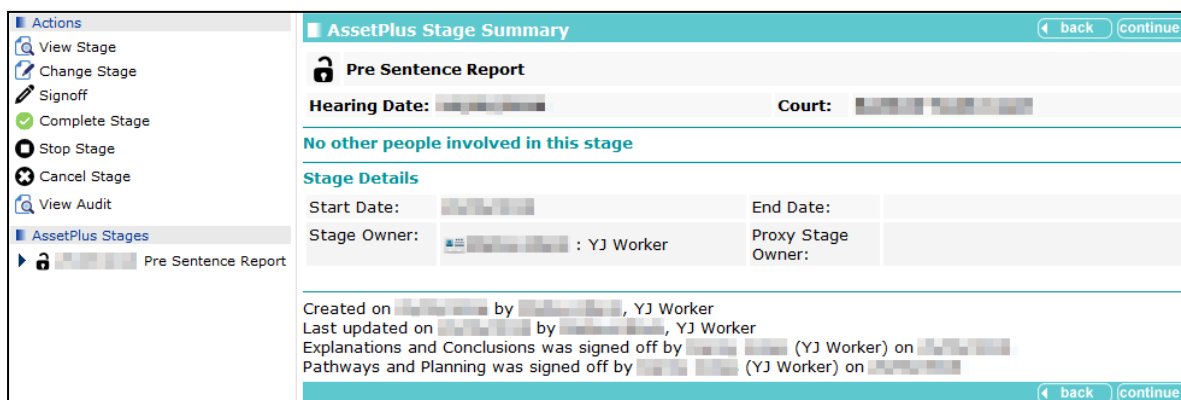 Actions
View Stage
Change Stage
Signoff
Complete Stage
Stop Stage
Cancel Stage
View Audit
AssetPlus Stages
Pre Sentence Report
AssetPlus Stage Summary
back continue
Pre Sentence Report
Hearing Date: Court:
No other people involved in this stage
Stage Details
Start Date: End Date:
Stage Owner: : YJ Worker Proxy Stage
Owner:
Created on by , YJ Worker
Last updated on by , YJ Worker
Explanations and Conclusions was signed off by (YJ Worker) on
Pathways and Planning was signed off by (YJ Worker) on
back continue